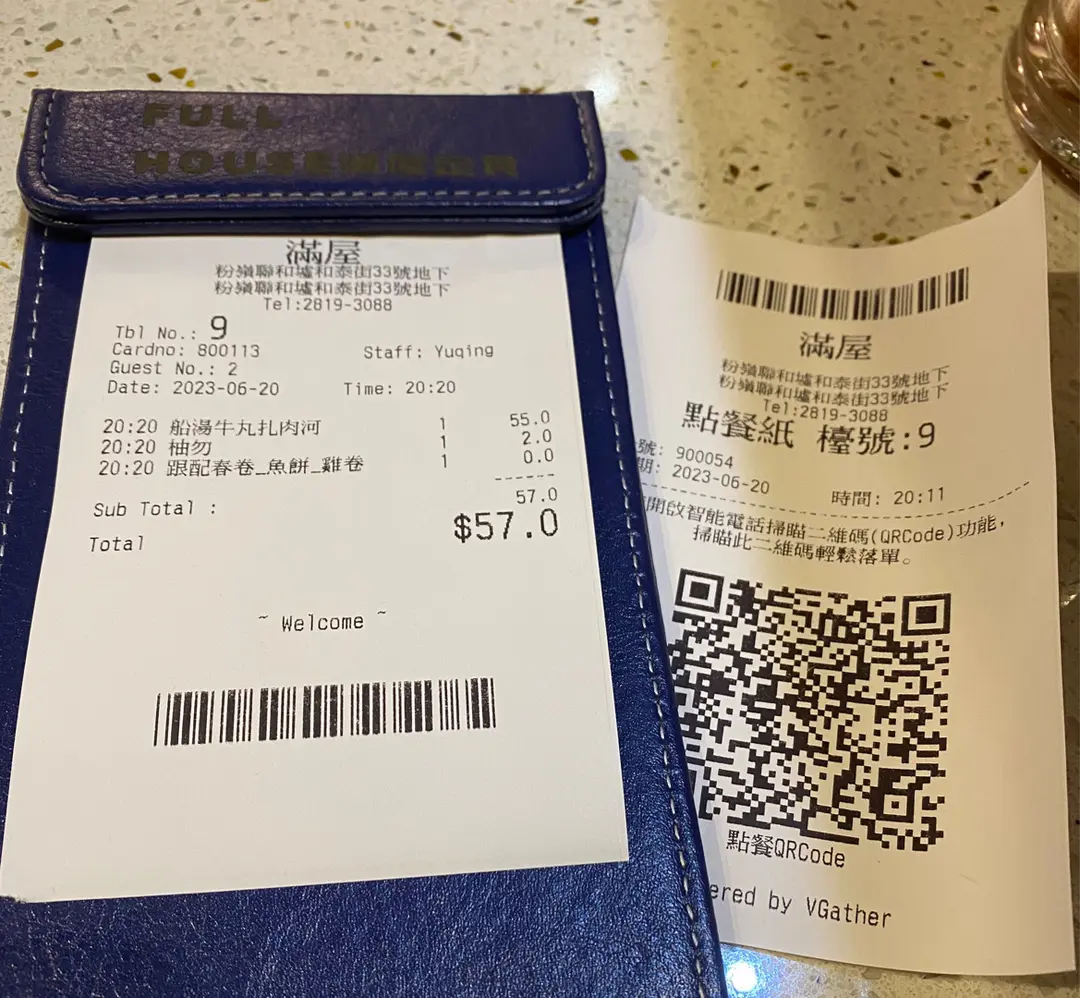 FULL
HOUSE
滿屋
粉嶺聯和墟和泰街33號地下
粉嶺聯和墟和泰街33號地下
Tel:2819-3088
Tbl No.: 9
Cardno: 800113 Staff: Yuqing
Guest No.: 2
Date: 2023-06-20 Time: 20:20
20:20 船湯牛丸扎肉河 1 55.0
20:20 柚勿 1 2.0
20:20 跟配春卷_魚餅_雞卷 1 0.0
------
Sub Total : 57.0
Total $57.0
~ Welcome ~
滿屋
粉嶺聯和墟和泰街33號地下
粉嶺聯和墟和泰街33號地下
Tel:2819-3088
點餐紙 檯號:9
號: 900054
期: 2023-06-20 時間: 20:11
開啟智能電話掃瞄二維碼(QRCode)功能,
掃瞄此二維碼輕鬆落單。
點餐QRCode
ered by VGather